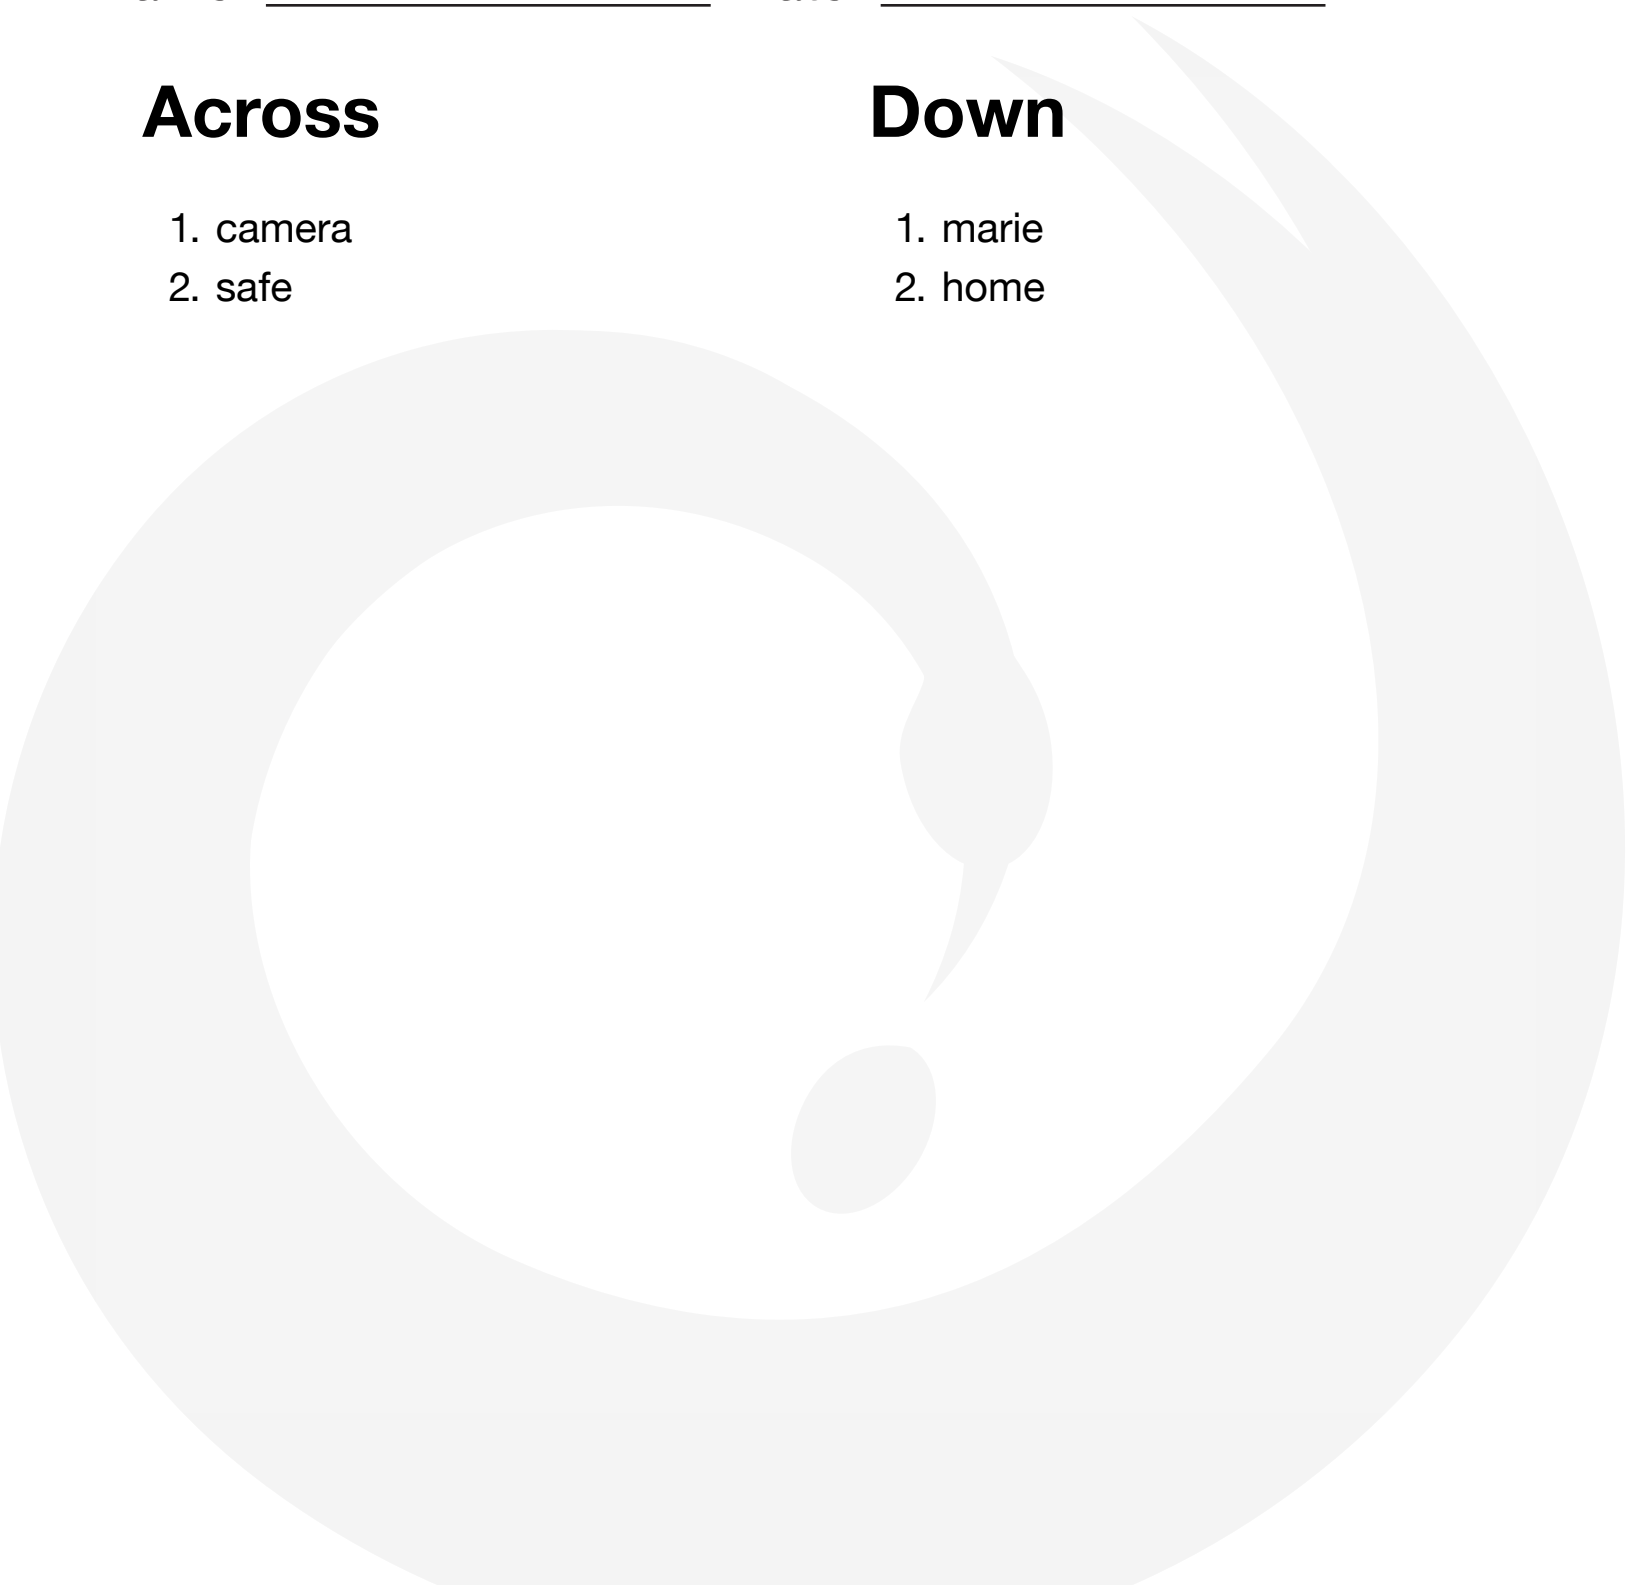 Across
1. camera
2. safe
Down
1. marie
2. home